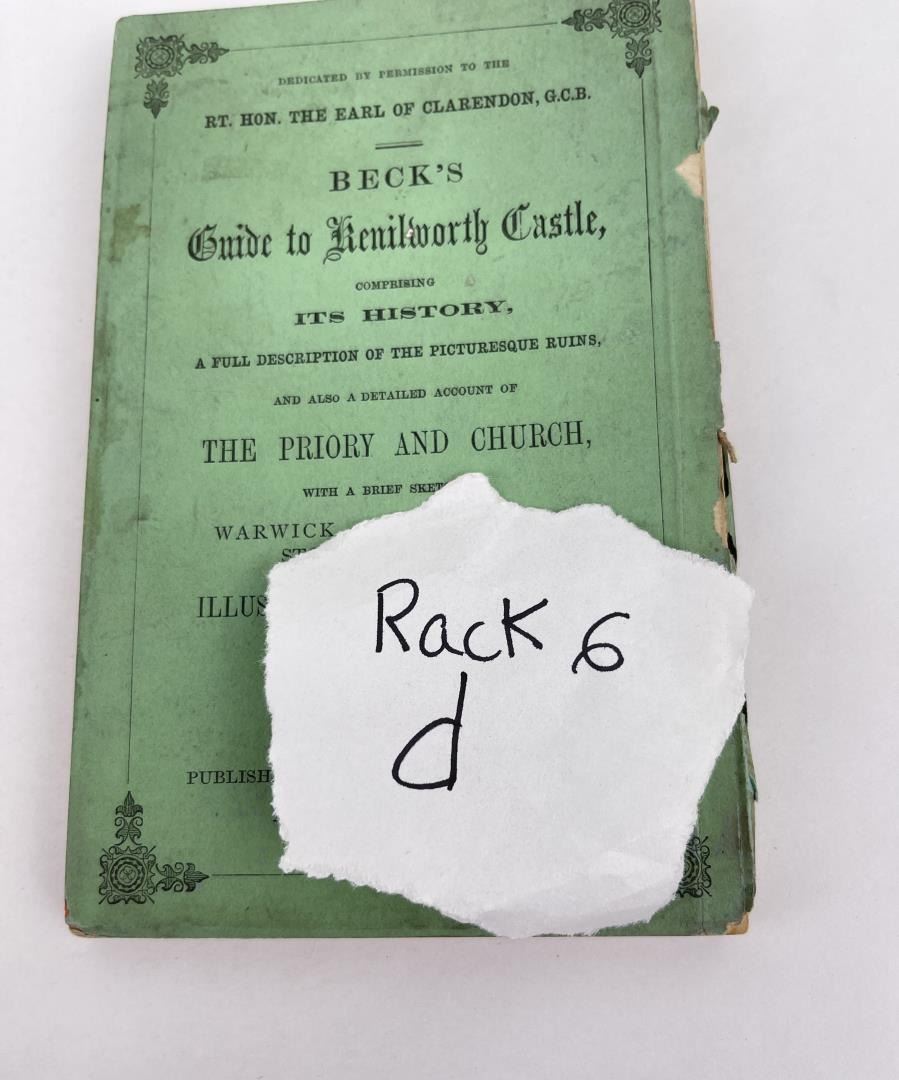 DEDICATED BY PERMISSION TO THE
RT. HON. THE EARL OF CLARENDON, G.C.B.
BECK'S
Guide to Kenilworth Castle,
COMPRISING
ITS HISTORY,
A FULL DESCRIPTION OF THE PICTURESQUE RUINS,
AND ALSO A DETAILED ACCOUNT OF
THE PRIORY AND CHURCH,
WITH A BRIEF
WARWICK
Rack 6
d